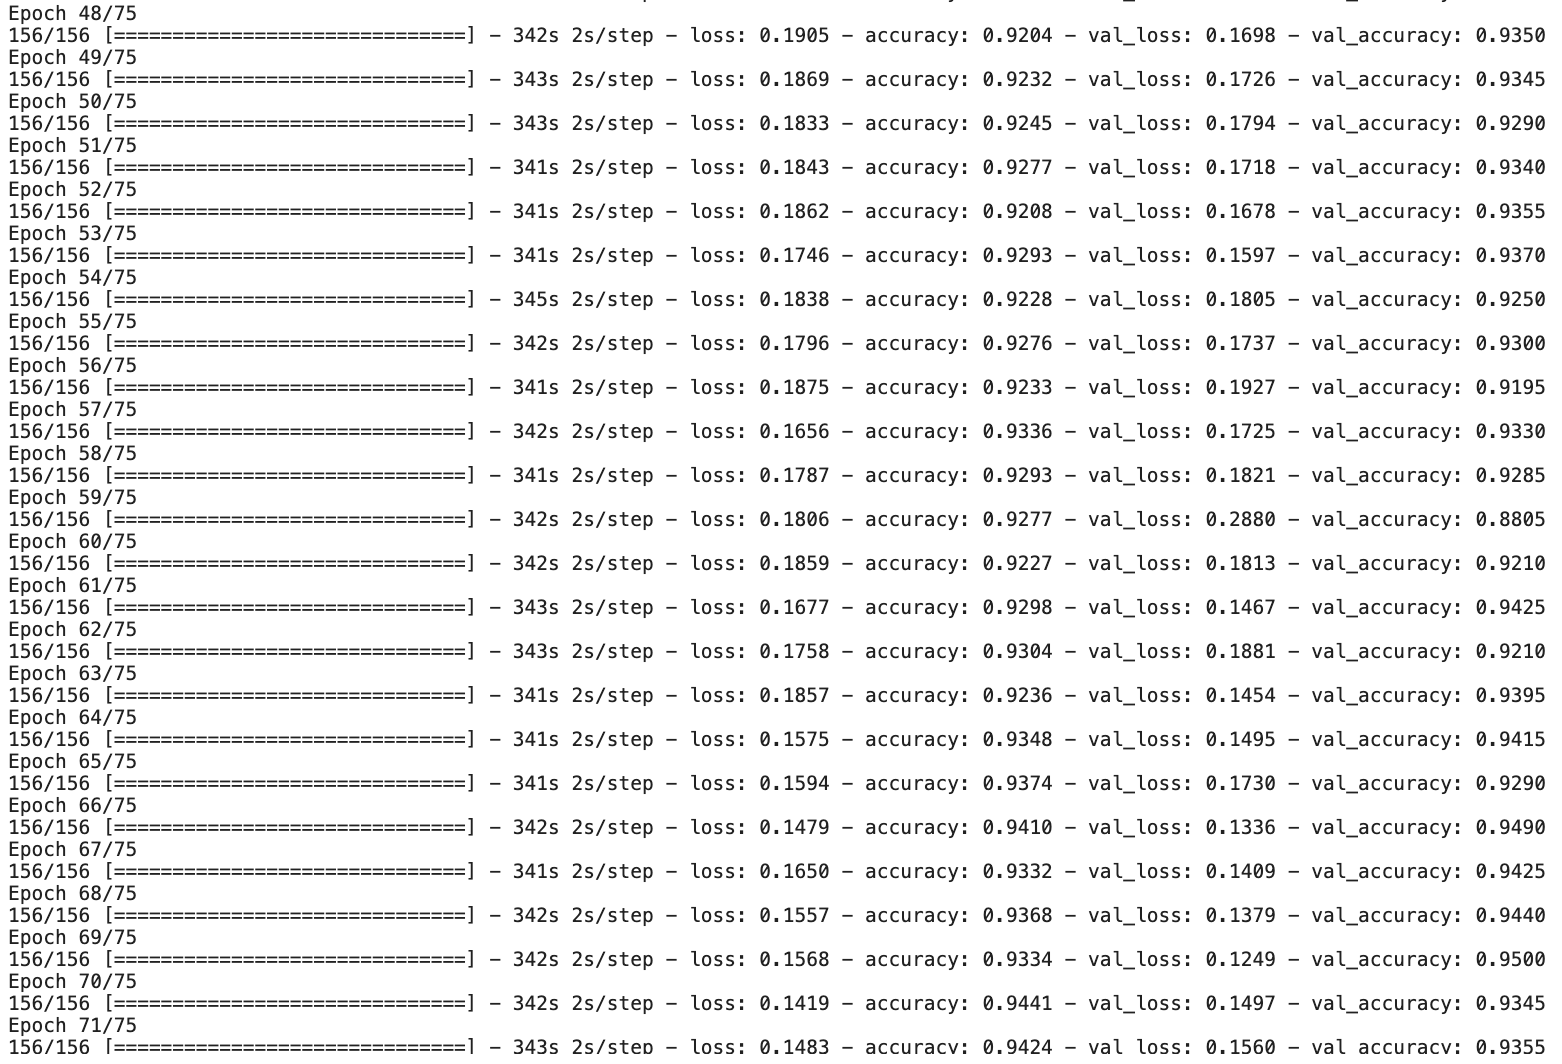 Epoch 48/75
156/156 [==============================] - 342s 2s/step - loss: 0.1905 - accuracy: 0.9204 - val_loss: 0.1698 - val_accuracy: 0.9350
Epoch 49/75
156/156 [==============================] - 343s 2s/step - loss: 0.1869 - accuracy: 0.9232 - val_loss: 0.1726 - val_accuracy: 0.9345
Epoch 50/75
156/156 [==============================] - 343s 2s/step - loss: 0.1833 - accuracy: 0.9245 - val_loss: 0.1794 - val_accuracy: 0.9290
Epoch 51/75
156/156 [==============================] - 341s 2s/step - loss: 0.1843 - accuracy: 0.9277 - val_loss: 0.1718 - val_accuracy: 0.9340
Epoch 52/75
156/156 [==============================] - 341s 2s/step - loss: 0.1862 - accuracy: 0.9208 - val_loss: 0.1678 - val_accuracy: 0.9355
Epoch 53/75
156/156 [==============================] - 341s 2s/step - loss: 0.1746 - accuracy: 0.9293 - val_loss: 0.1597 - val_accuracy: 0.9370
Epoch 54/75
156/156 [==============================] - 345s 2s/step - loss: 0.1838 - accuracy: 0.9228 - val_loss: 0.1805 - val_accuracy: 0.9250
Epoch 55/75
156/156 [==============================] - 342s 2s/step - loss: 0.1796 - accuracy: 0.9276 - val_loss: 0.1737 - val_accuracy: 0.9300
Epoch 56/75
156/156 [==============================] - 341s 2s/step - loss: 0.1875 - accuracy: 0.9233 - val_loss: 0.1927 - val_accuracy: 0.9195
Epoch 57/75
156/156 [==============================] - 342s 2s/step - loss: 0.1656 - accuracy: 0.9336 - val_loss: 0.1725 - val_accuracy: 0.9330
Epoch 58/75
156/156 [==============================] - 341s 2s/step - loss: 0.1787 - accuracy: 0.9293 - val_loss: 0.1821 - val_accuracy: 0.9285
Epoch 59/75
156/156 [==============================] - 342s 2s/step - loss: 0.1806 - accuracy: 0.9277 - val_loss: 0.2880 - val_accuracy: 0.8805
Epoch 60/75
156/156 [==============================] - 342s 2s/step - loss: 0.1859 - accuracy: 0.9227 - val_loss: 0.1813 - val_accuracy: 0.9210
Epoch 61/75
156/156 [==============================] - 343s 2s/step - loss: 0.1677 - accuracy: 0.9298 - val_loss: 0.1467 - val_accuracy: 0.9425
Epoch 62/75
156/156 [==============================] - 343s 2s/step - loss: 0.1758 - accuracy: 0.9304 - val_loss: 0.1881 - val_accuracy: 0.9210
Epoch 63/75
156/156 [==============================] - 341s 2s/step - loss: 0.1857 - accuracy: 0.9236 - val_loss: 0.1454 - val_accuracy: 0.9395
Epoch 64/75
156/156 [==============================] - 341s 2s/step - loss: 0.1575 - accuracy: 0.9348 - val_loss: 0.1495 - val_accuracy: 0.9415
Epoch 65/75
156/156 [==============================] - 341s 2s/step - loss: 0.1594 - accuracy: 0.9374 - val_loss: 0.1730 - val_accuracy: 0.9290
Epoch 66/75
156/156 [==============================] - 342s 2s/step - loss: 0.1479 - accuracy: 0.9410 - val_loss: 0.1336 - val_accuracy: 0.9490
Epoch 67/75
156/156 [==============================] - 341s 2s/step - loss: 0.1650 - accuracy: 0.9332 - val_loss: 0.1409 - val_accuracy: 0.9425
Epoch 68/75
156/156 [==============================] - 342s 2s/step - loss: 0.1557 - accuracy: 0.9368 - val_loss: 0.1379 - val_accuracy: 0.9440
Epoch 69/75
156/156 [==============================] - 342s 2s/step - loss: 0.1568 - accuracy: 0.9334 - val_loss: 0.1249 - val_accuracy: 0.9500
Epoch 70/75
156/156 [==============================] - 342s 2s/step - loss: 0.1419 - accuracy: 0.9441 - val_loss: 0.1497 - val_accuracy: 0.9345
Epoch 71/75
156/156 [==============================] - 343s 2s/step - loss: 0.1483 - accuracy: 0.9424 - val_loss: 0.1560 - val_accuracy: 0.9355